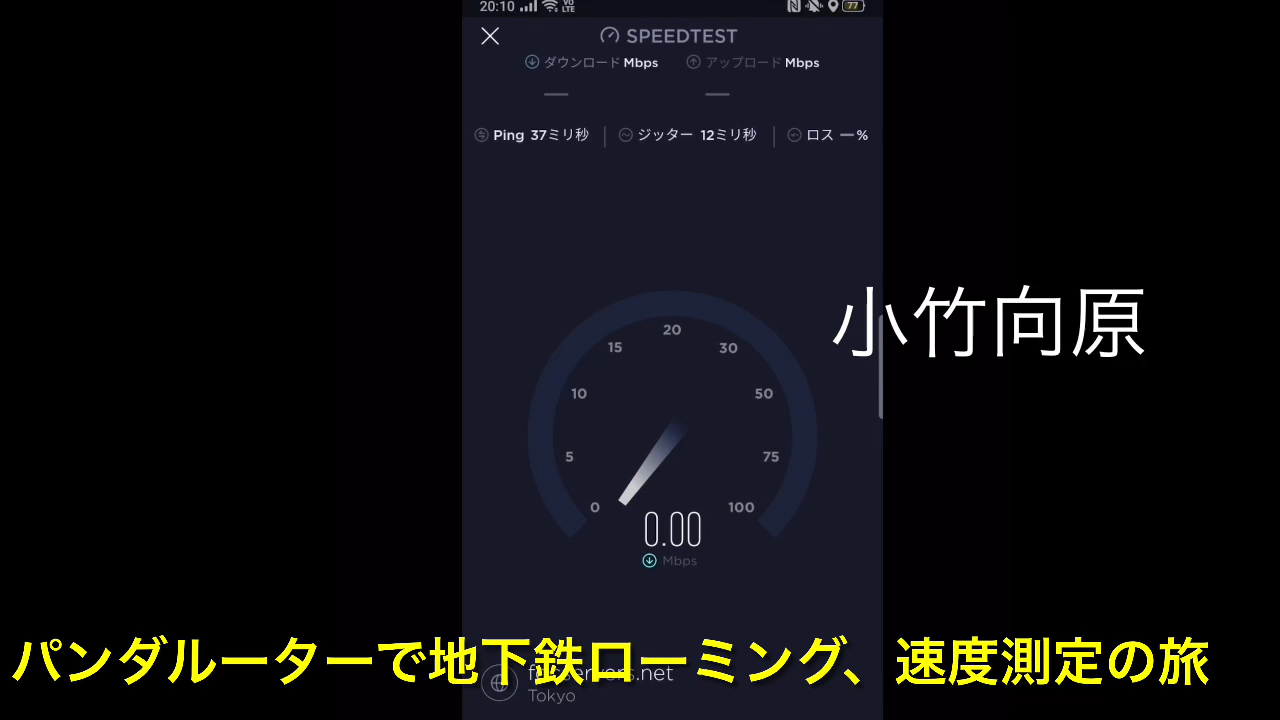 20:10 VO LTE 77
SPEEDTEST
ダウンロード Mbps アップロード Mbps
— —
Ping 37ミリ秒 ジッター 12ミリ秒 ロス —%
小竹向原
20
15 30
10 50
5 75
0 100
0.00
Mbps
パンダルーターで地下鉄ローミング、速度測定の旅
Tokyo